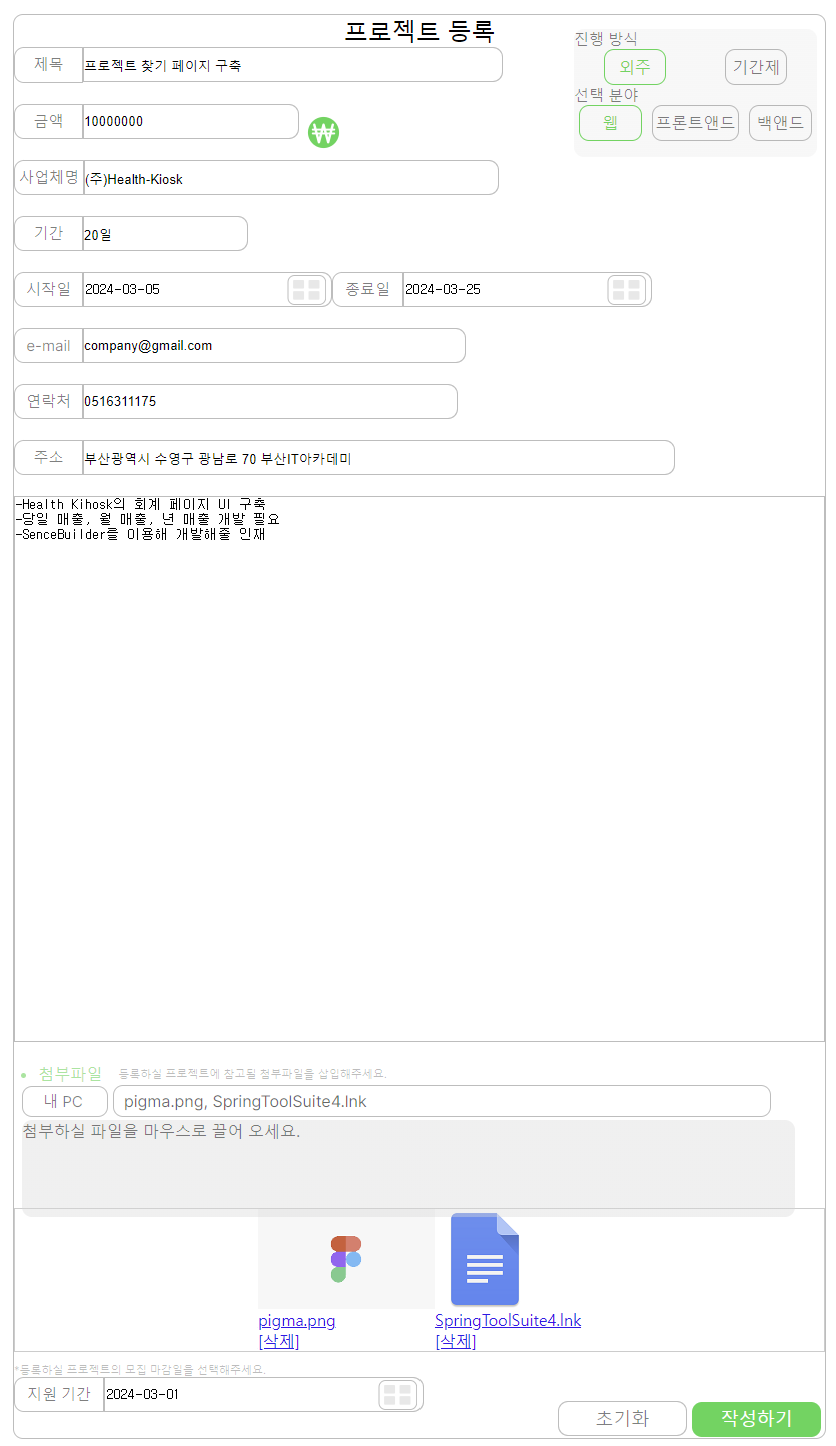 프로젝트 등록
진행 방식
외주 기간제
선택 분야
웹 프론트앤드 백앤드
제목 프로젝트 찾기 페이지 구축
금액 10000000 ₩
사업체명 (주)Health-Kiosk
기간 20일
시작일 2024-03-05 종료일 2024-03-25
e-mail company@gmail.com
연락처 0516311175
주소 부산광역시 수영구 광남로 70 부산IT아카데미
-Health Kihosk의 회계 페이지 UI 구축
-당일 매출, 월 매출, 년 매출 개발 필요
-SenceBuilder를 이용해 개발해줄 인재
• 첨부파일 등록하실 프로젝트에 참고될 첨부파일을 삽입해주세요.
내 PC pigma.png, SpringToolSuite4.lnk
첨부하실 파일을 마우스로 끌어 오세요.
pigma.png SpringToolSuite4.lnk
[삭제] [삭제]
*등록하실 프로젝트의 모집 마감일을 선택해주세요.
지원 기간 2024-03-01
초기화 작성하기